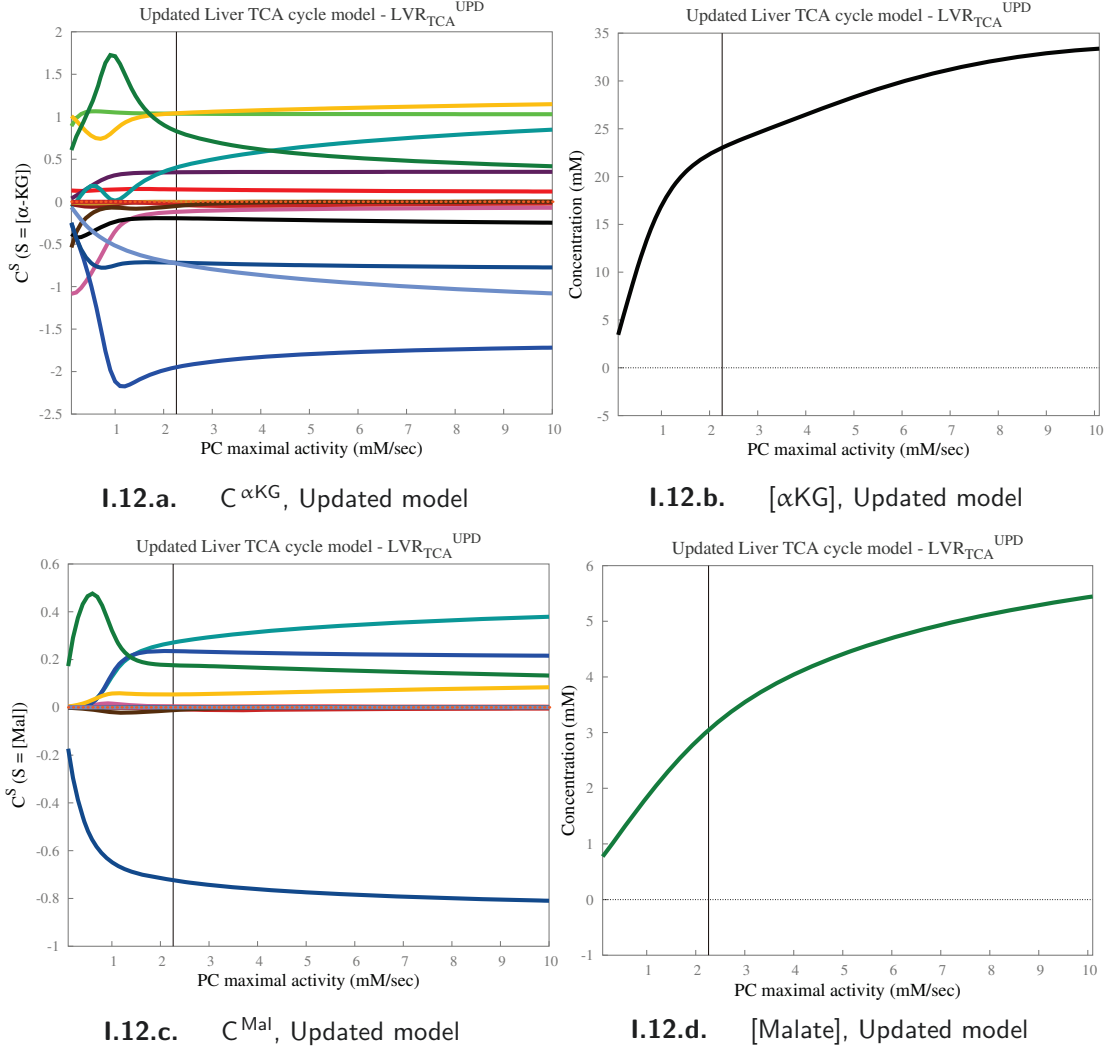 Updated Liver TCA cycle model - LVR_TCA^UPD
C^S (S = [α-KG])
2
1.5
1
0.5
0
-0.5
-1
-1.5
-2
-2.5
1 2 3 4 5 6 7 8 9 10
PC maximal activity (mM/sec)
I.12.a. C^αKG, Updated model
Updated Liver TCA cycle model - LVR_TCA^UPD
Concentration (mM)
35
30
25
20
15
10
5
0
-5
1 2 3 4 5 6 7 8 9 10
PC maximal activity (mM/sec)
I.12.b. [αKG], Updated model
Updated Liver TCA cycle model - LVR_TCA^UPD
C^S (S = [Mal])
0.6
0.4
0.2
0
-0.2
-0.4
-0.6
-0.8
-1
1 2 3 4 5 6 7 8 9 10
PC maximal activity (mM/sec)
I.12.c. C^Mal, Updated model
Updated Liver TCA cycle model - LVR_TCA^UPD
Concentration (mM)
6
5
4
3
2
1
0
-1
1 2 3 4 5 6 7 8 9 10
PC maximal activity (mM/sec)
I.12.d. [Malate], Updated model